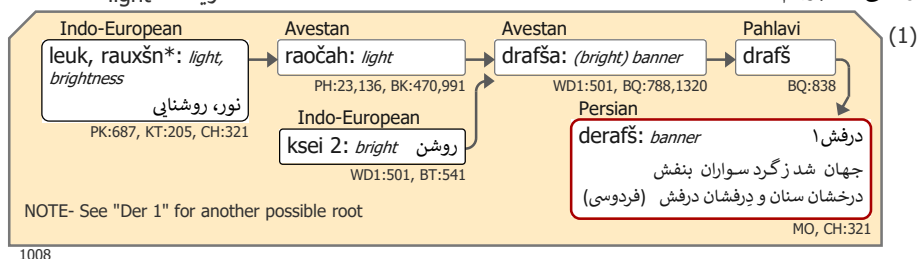 Indo-European
leuk, rauxšn*: light,
brightness
نور، روشنایی
PK:687, KT:205, CH:321
Avestan
raočah: light
PH:23,136, BK:470,991
Indo-European
ksei 2: bright روشن
WD1:501, BT:541
Avestan
drafša: (bright) banner
WD1:501, BQ:788,1320
Pahlavi
drafš
BQ:838
(1)
Persian
derafš: banner درفش۱
جهان شد ز گرد سواران بنفش
درخشان سنان و دِرفشان درفش (فردوسی)
MO, CH:321
NOTE- See "Der 1" for another possible root
1008